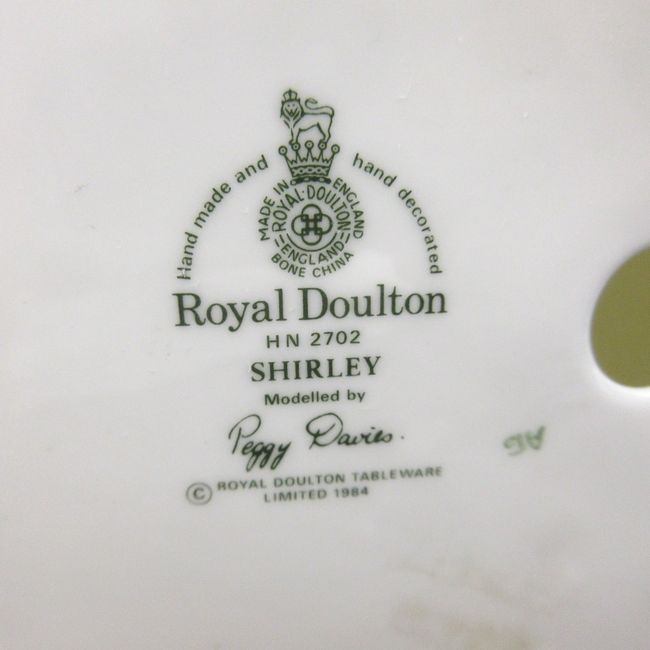 Hand made and hand decorated
MADE IN ENGLAND
ROYAL·DOULTON
ENGLAND
BONE CHINA
Royal Doulton
HN 2702
SHIRLEY
Modelled by
Peggy Davies.
© ROYAL DOULTON TABLEWARE
LIMITED 1984